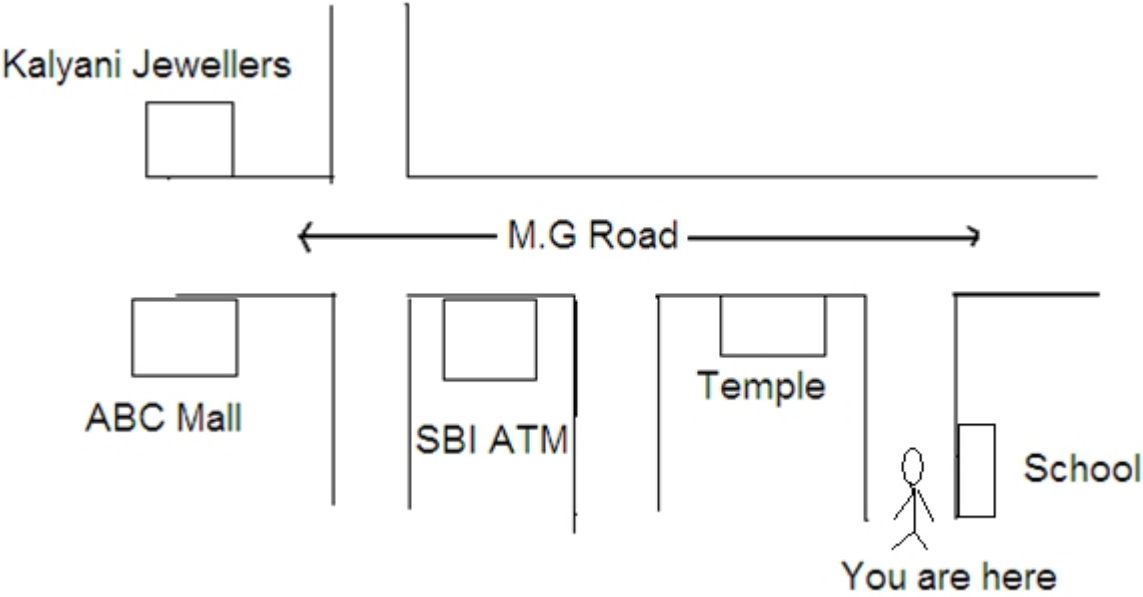 Kalyani Jewellers
M.G Road
Temple
ABC Mall
SBI ATM
School
You are here